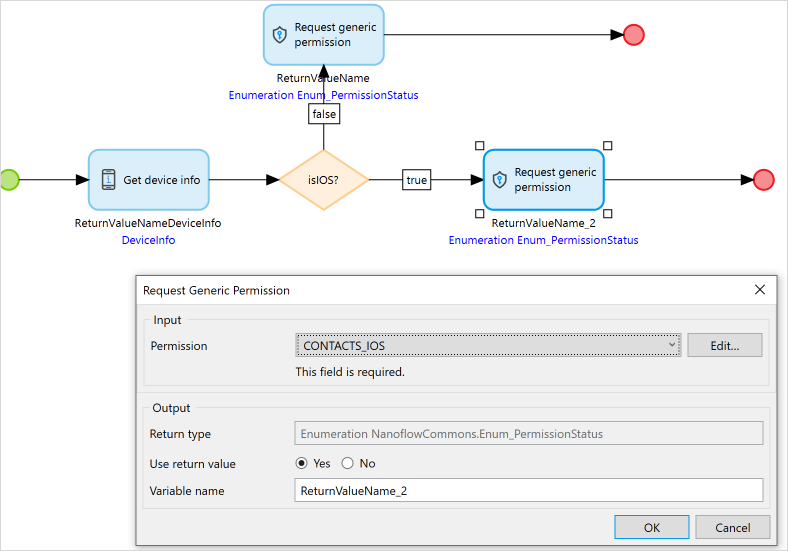 Request generic
permission
ReturnValueName
Enumeration Enum_PermissionStatus
false
Get device info
isIOS?
true
Request generic
permission
ReturnValueNameDeviceInfo
DeviceInfo
ReturnValueName_2
Enumeration Enum_PermissionStatus
Request Generic Permission
Input
Permission
CONTACTS_IOS
Edit...
This field is required.
Output
Return type
Enumeration NanoflowCommons.Enum_PermissionStatus
Use return value
Yes
No
Variable name
ReturnValueName_2
OK
Cancel